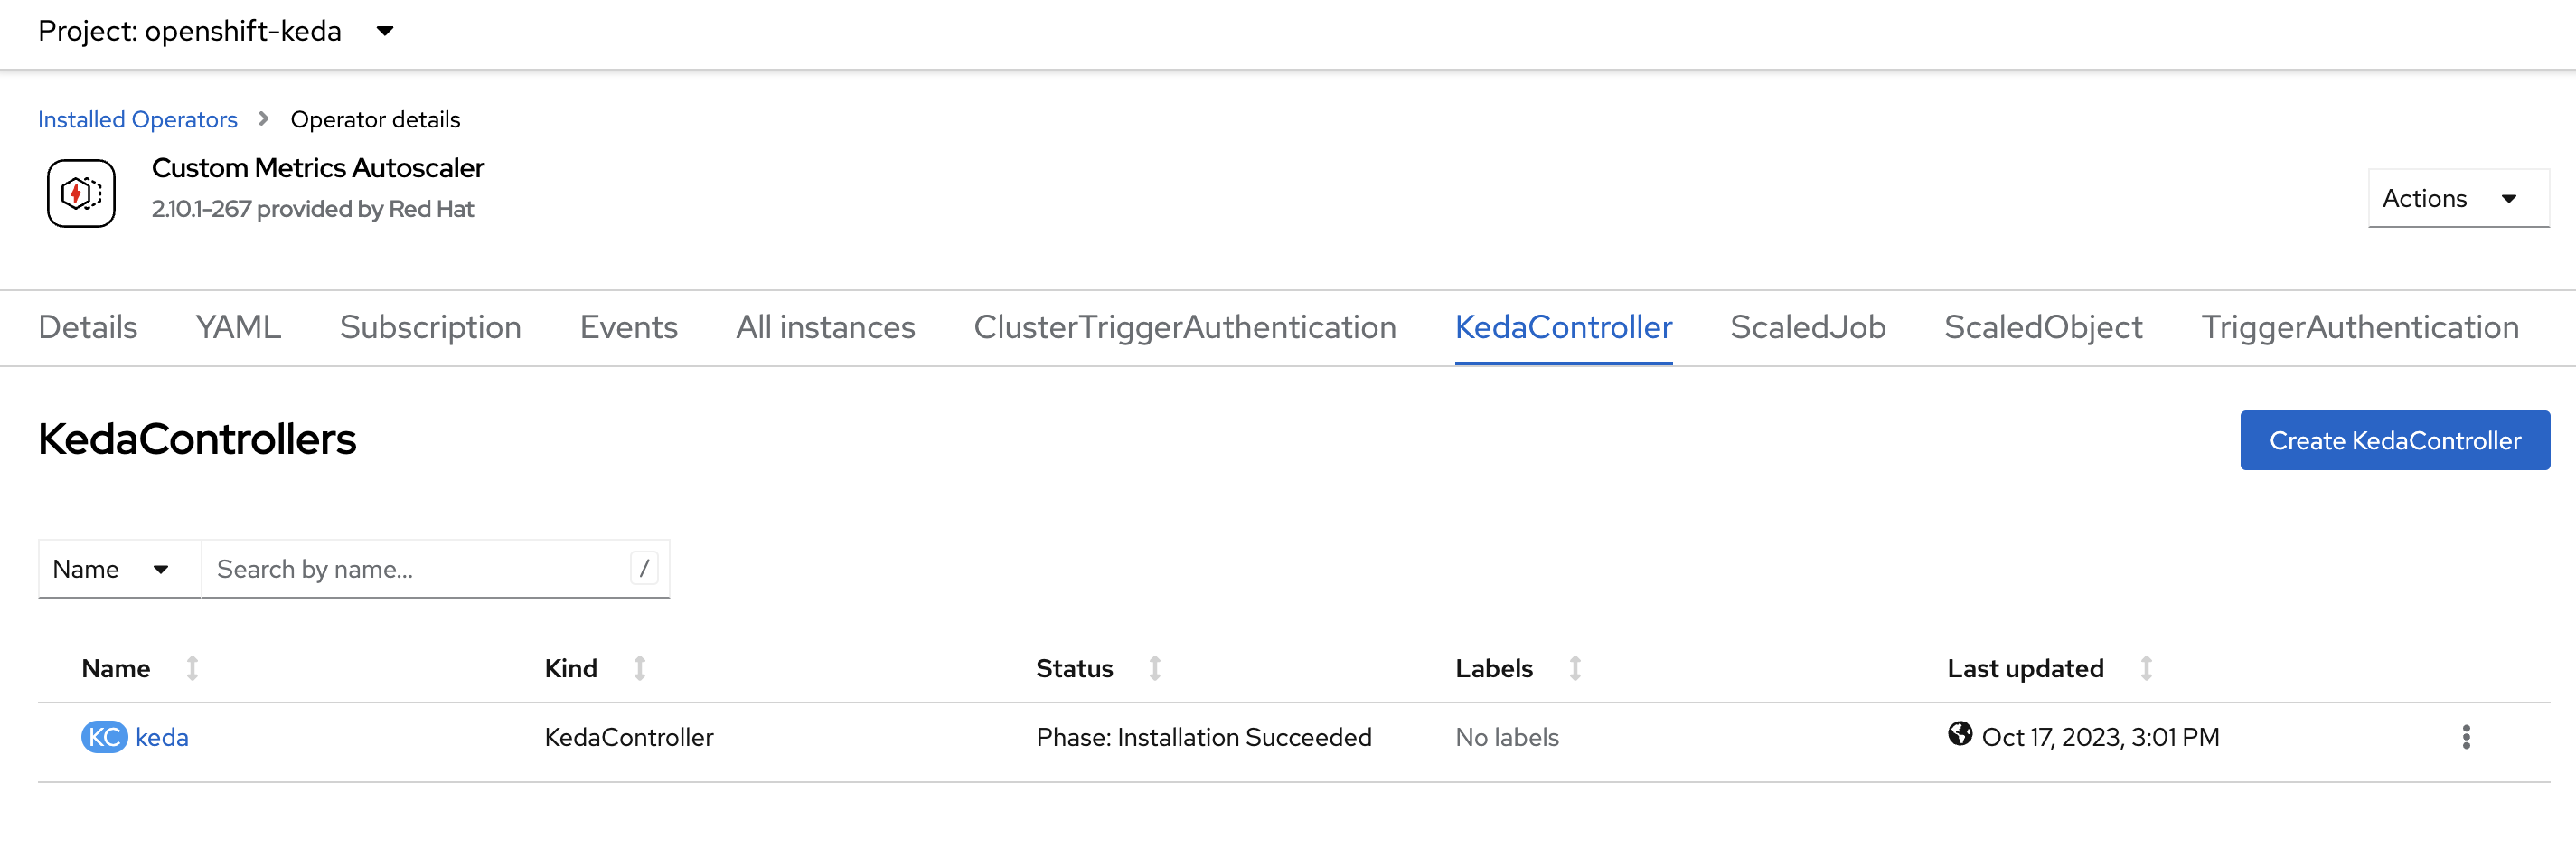 Project: openshift-keda
Installed Operators > Operator details
Custom Metrics Autoscaler
2.10.1-267 provided by Red Hat
Actions
Details YAML Subscription Events All instances ClusterTriggerAuthentication KedaController ScaledJob ScaledObject TriggerAuthentication
KedaControllers
Create KedaController
Name Search by name... /
Name Kind Status Labels Last updated
KC keda KedaController Phase: Installation Succeeded No labels Oct 17, 2023, 3:01 PM